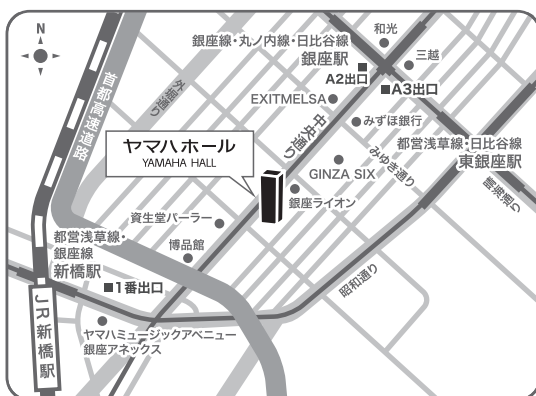 N
首都高速道路
外堀通り
銀座線・丸ノ内線・日比谷線
銀座駅
A2出口
和光
三越
A3出口
EXITMELSA
中央通り
みずほ銀行
都営浅草線・日比谷線
東銀座駅
みゆき通り
GINZA SIX
晴海通り
ヤマハホール
YAMAHA HALL
銀座ライオン
資生堂パーラー
博品館
都営浅草線・
銀座線
新橋駅
1番出口
昭和通り
JR新橋駅
ヤマハミュージックアベニュー
銀座アネックス